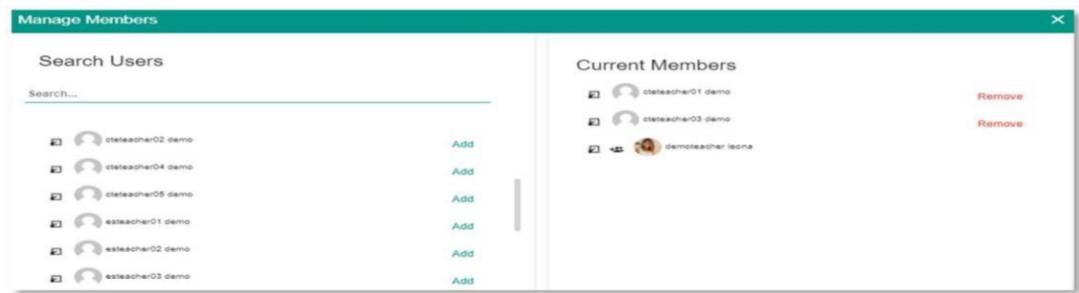 Manage Members
Search Users
Search...
cteteacher02 demo
Add
cteteacher04 demo
Add
cteteacher05 demo
Add
esteacher01 demo
Add
esteacher02 demo
Add
esteacher03 demo
Add
Current Members
cteteacher01 demo
Remove
cteteacher03 demo
Remove
demoteacher leona